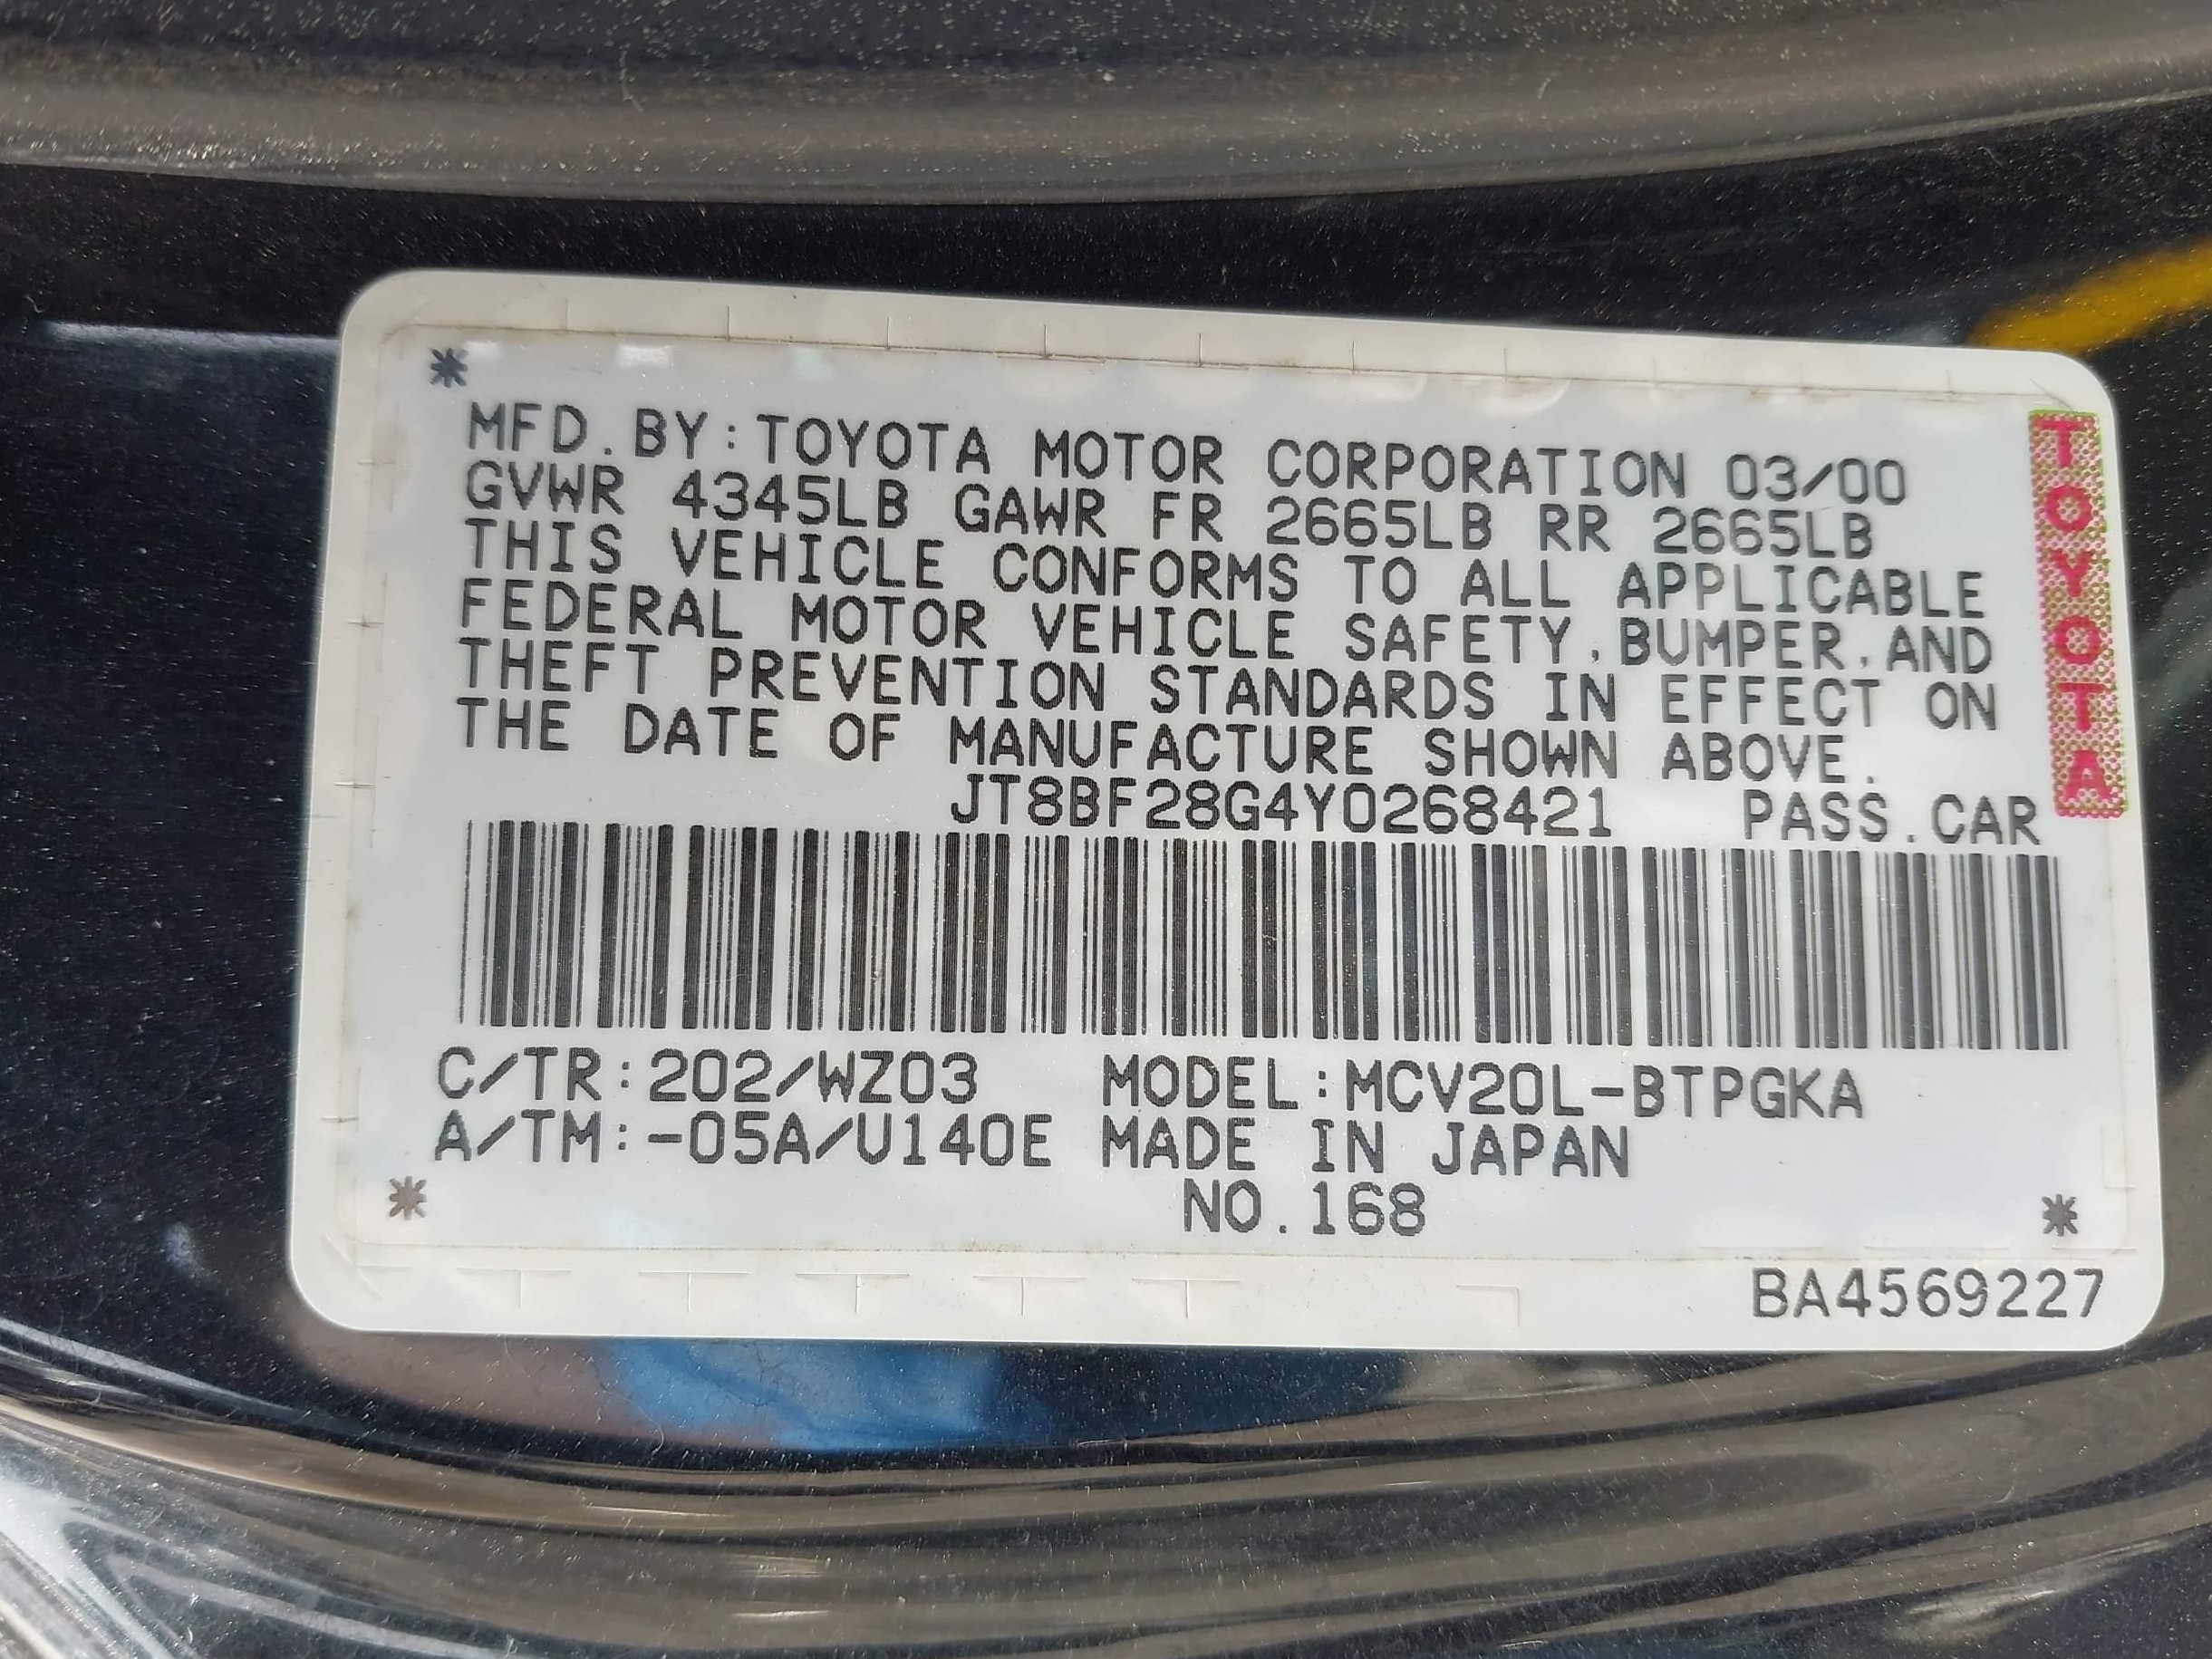 MFD.BY:TOYOTA MOTOR CORPORATION 03/00
GVWR 4345LB GAWR FR 2665LB RR 2665LB
THIS VEHICLE CONFORMS TO ALL APPLICABLE
FEDERAL MOTOR VEHICLE SAFETY,BUMPER,AND
THEFT PREVENTION STANDARDS IN EFFECT ON
THE DATE OF MANUFACTURE SHOWN ABOVE.
JT8BF28G4Y0268421 PASS.CAR
C/TR:202/WZ03 MODEL:MCV20L-BTPGKA
A/TM:-05A/U140E MADE IN JAPAN
NO.168
BA4569227
TOYOTA